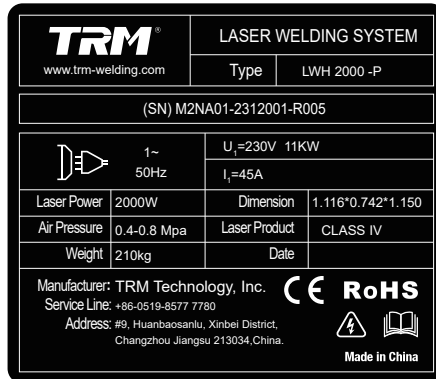 TRM®
www.trm-welding.com
LASER WELDING SYSTEM
Type LWH 2000 -P
(SN) M2NA01-2312001-R005
1~
50Hz
U₁=230V 11KW
I₁=45A
Laser Power 2000W Dimension 1.116*0.742*1.150
Air Pressure 0.4-0.8 Mpa Laser Product CLASS IV
Weight 210kg Date
Manufacturer: TRM Technology, Inc.
Service Line: +86-0519-8577 7780
Address: #9, Huanbaosanlu, Xinbei District,
Changzhou Jiangsu 213034,China.
CE RoHS
Made in China